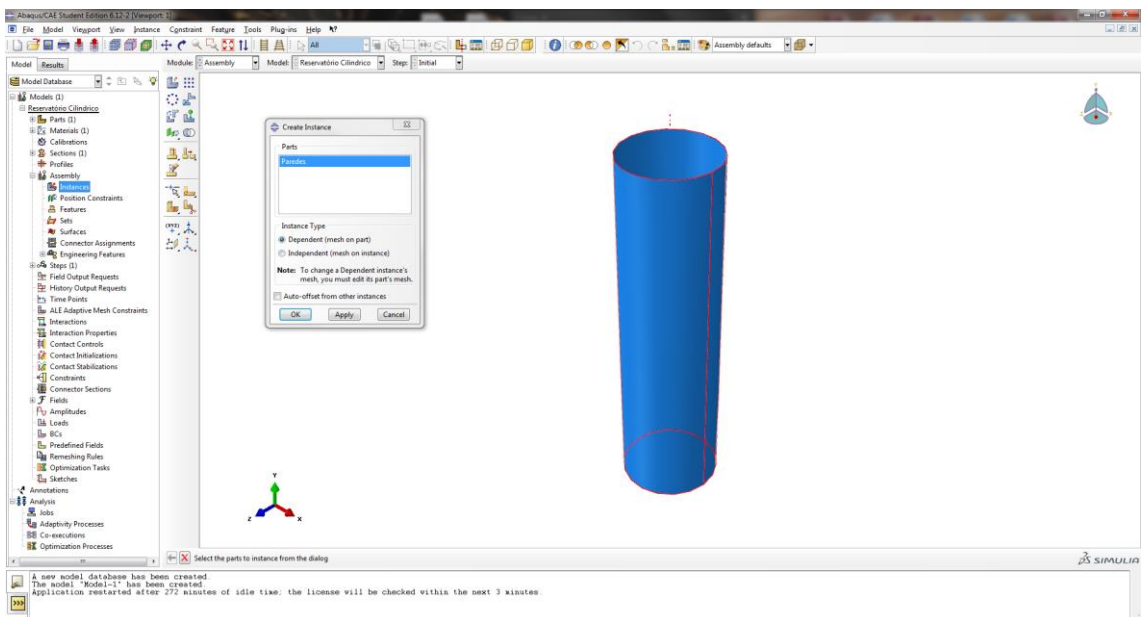 Abaqus/CAE Student Edition 6.12-2 [Viewport: 1]
File Model Viewport View Instance Constraint Feature Tools Plug-ins Help
All
Assembly defaults
Model Results
Module: Assembly Model: Reservatório Cilíndrico Step: Initial
Model Database
Models (1)
Reservatório Cilíndrico
Parts (1)
Materials (1)
Calibrations
Sections (1)
Profiles
Assembly
Instances
Position Constraints
Features
Sets
Surfaces
Connector Assignments
Engineering Features
Steps (1)
Field Output Requests
History Output Requests
Time Points
ALE Adaptive Mesh Constraints
Interactions
Interaction Properties
Contact Controls
Contact Initializations
Contact Stabilizations
Constraints
Connector Sections
Fields
Amplitudes
Loads
BCs
Predefined Fields
Remeshing Rules
Optimization Tasks
Sketches
Annotations
Analysis
Jobs
Adaptivity Processes
Co-executions
Optimization Processes
Create Instance
Parts
Paredes
Instance Type
Dependent (mesh on part)
Independent (mesh on instance)
Note: To change a Dependent instance's
mesh, you must edit its part's mesh.
Auto-offset from other instances
OK Apply Cancel
Y
Z X
Select the parts to instance from the dialog
SIMULIA
A new model database has been created.
The model "Model-1" has been created.
Application restarted after 272 minutes of idle time; the license will be checked within the next 3 minutes.
>>>